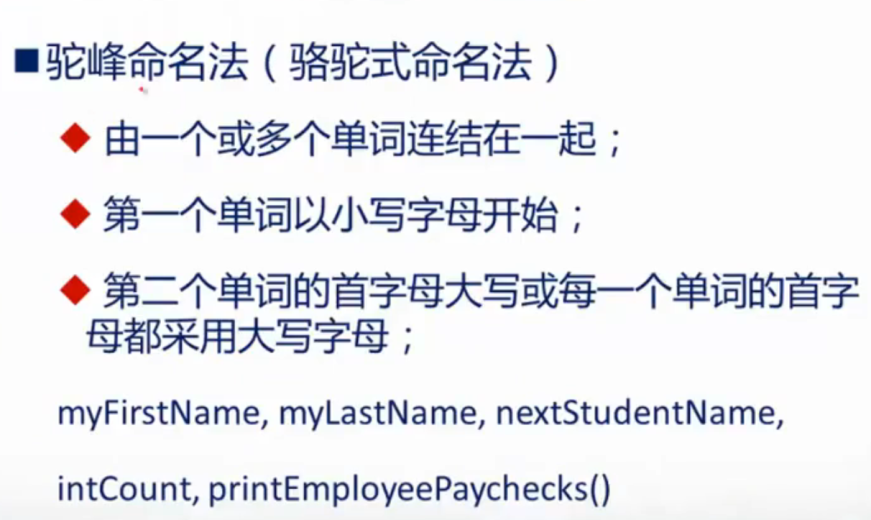 驼峰命名法（骆驼式命名法）
由一个或多个单词连结在一起；
第一个单词以小写字母开始；
第二个单词的首字母大写或每一个单词的首字
母都采用大写字母；
myFirstName, myLastName, nextStudentName,
intCount, printEmployeePaychecks()